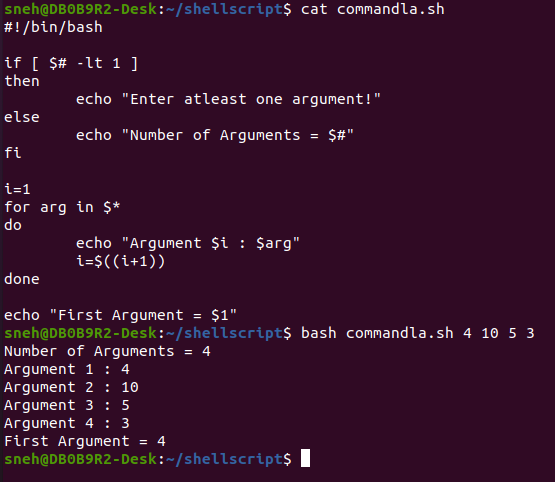 sneh@DB0B9R2-Desk:~/shellscript$ cat commandla.sh
#!/bin/bash

if [ $# -lt 1 ]
then
        echo "Enter atleast one argument!"
else
        echo "Number of Arguments = $#"
fi

i=1
for arg in $*
do
        echo "Argument $i : $arg"
        i=$((i+1))
done

echo "First Argument = $1"
sneh@DB0B9R2-Desk:~/shellscript$ bash commandla.sh 4 10 5 3
Number of Arguments = 4
Argument 1 : 4
Argument 2 : 10
Argument 3 : 5
Argument 4 : 3
First Argument = 4
sneh@DB0B9R2-Desk:~/shellscript$